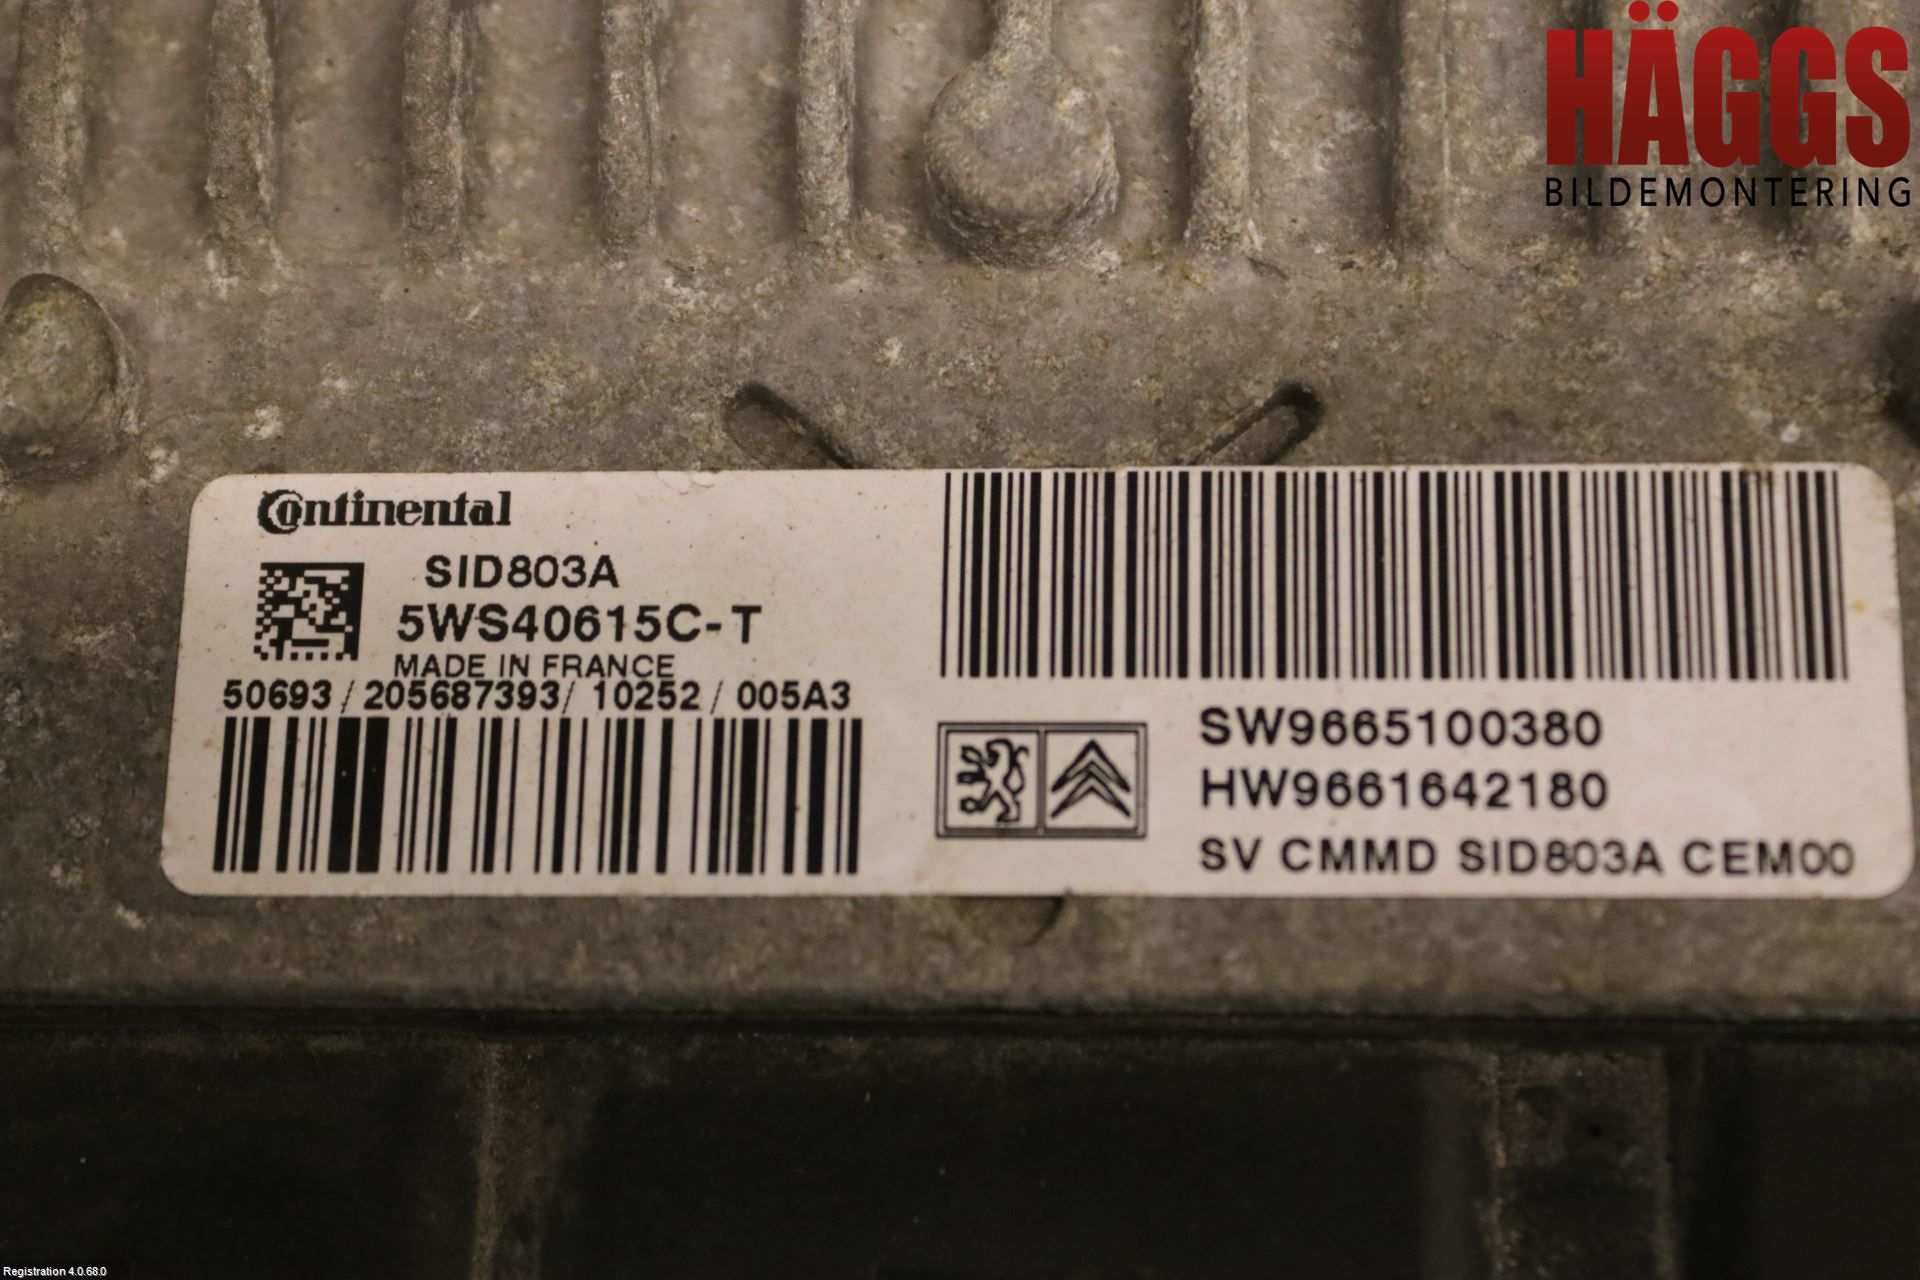 HÄGGS
BILDEMONTERING
Continental
SID803A
5WS40615C-T
MADE IN FRANCE
50693/205687393/10252/005A3
SW9665100380
HW9661642180
SV CMMD SID803A CEM00
Registration 4.0.68.0